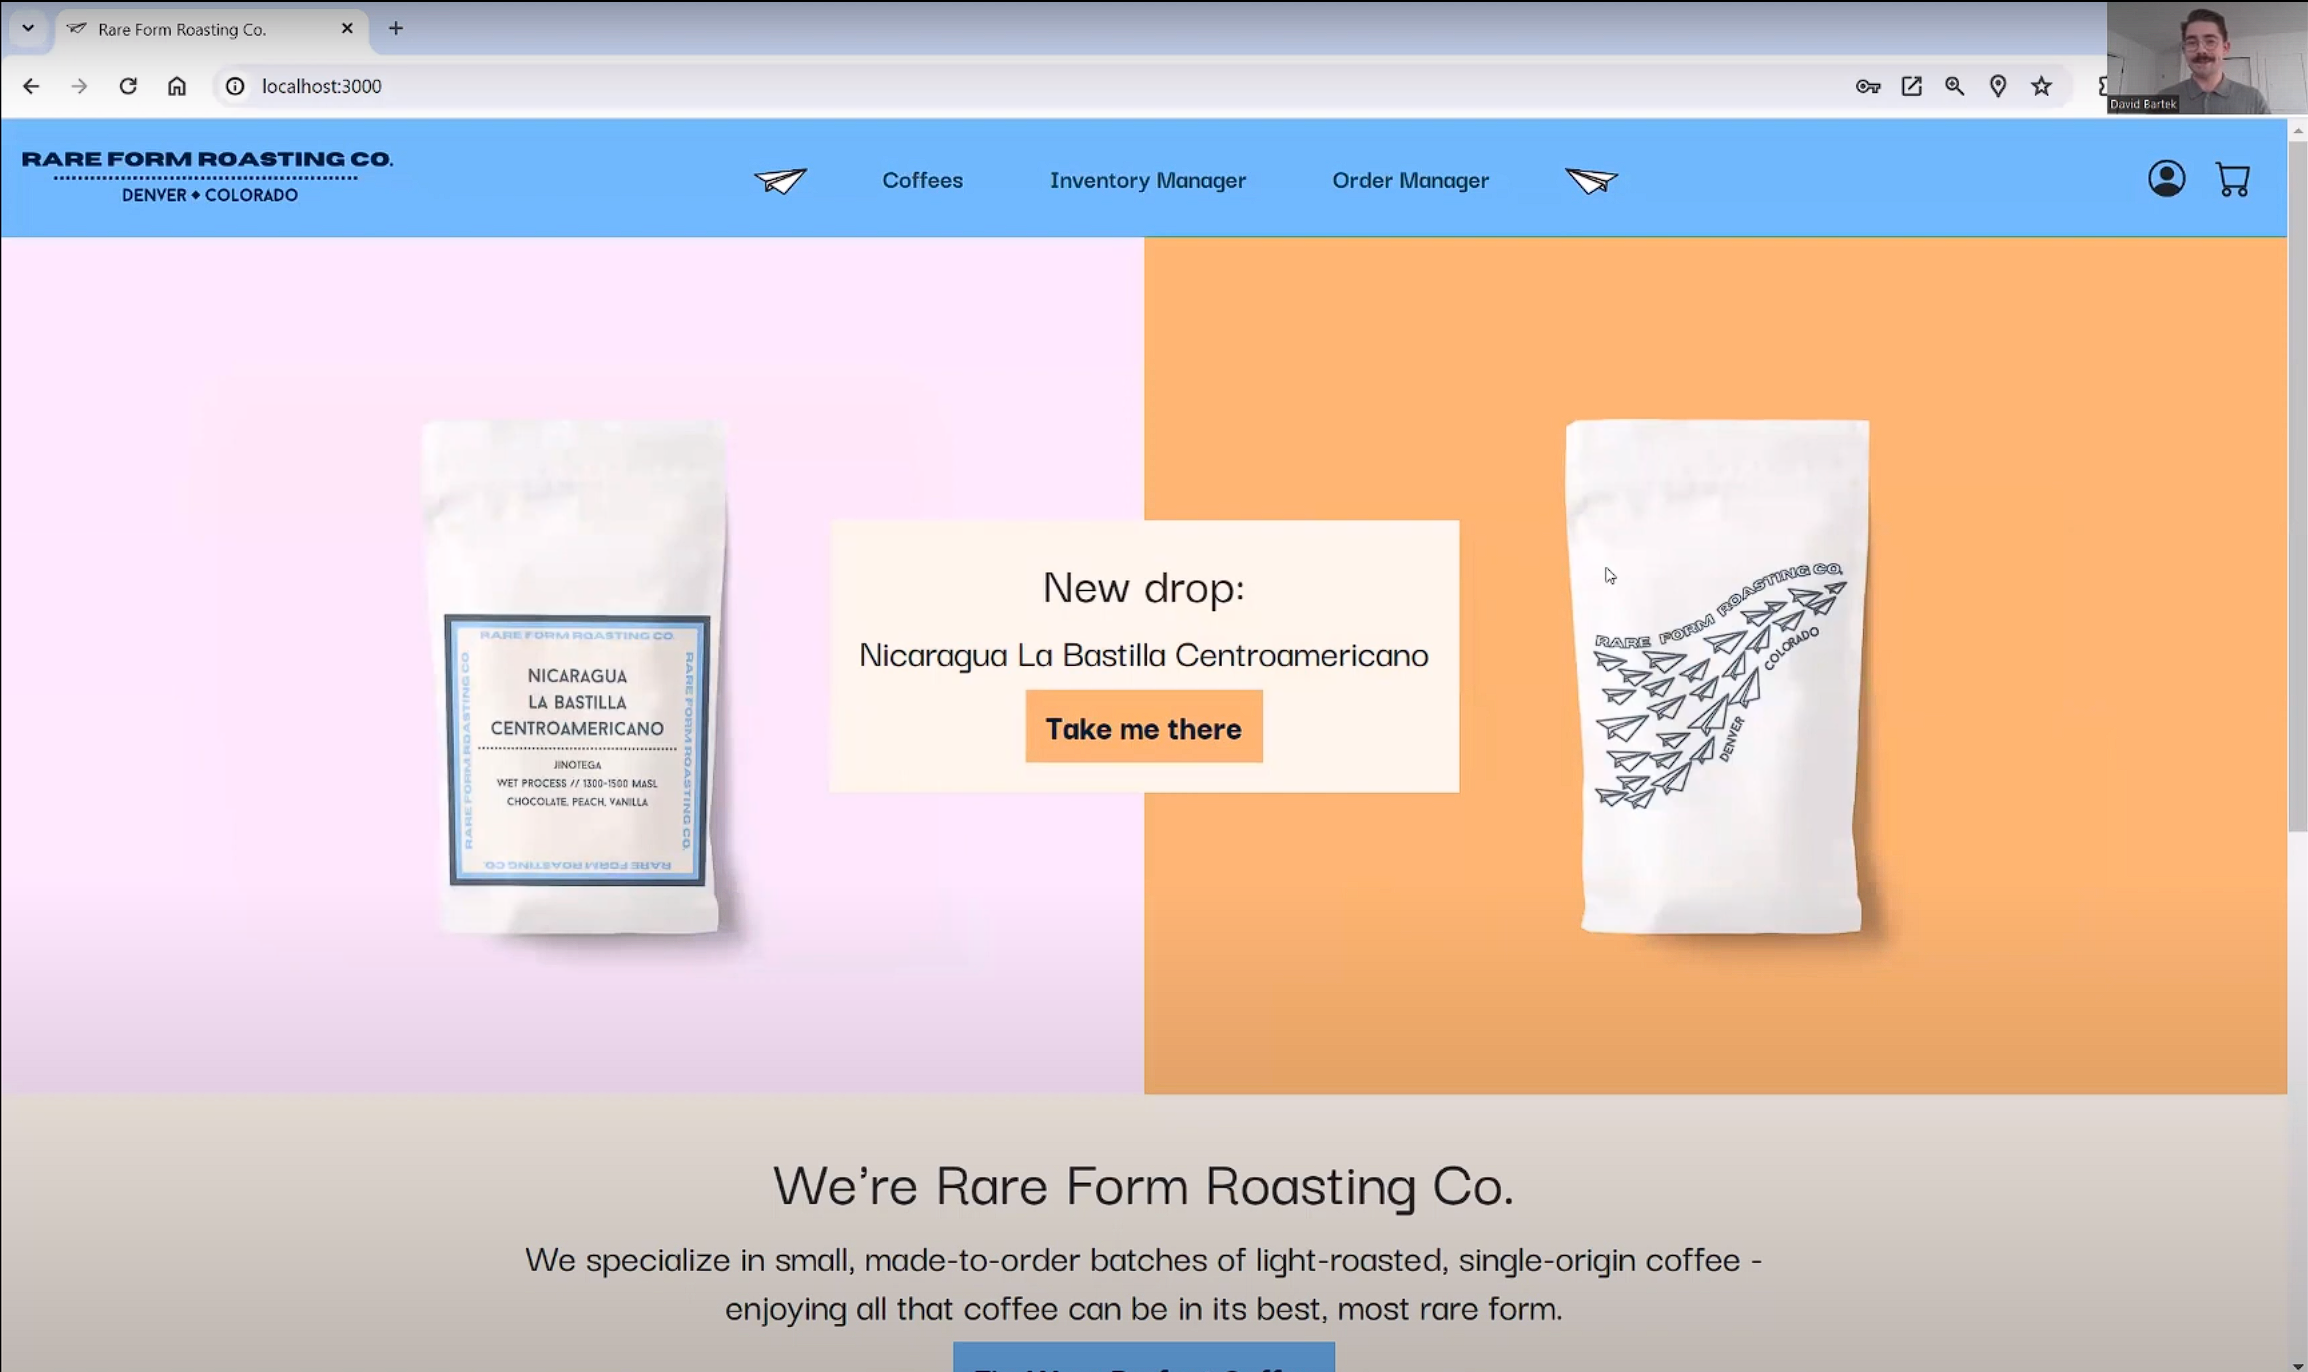 Rare Form Roasting Co.
localhost:3000
David Bartek
RARE FORM ROASTING CO.
DENVER ◆ COLORADO
Coffees
Inventory Manager
Order Manager
RARE FORM ROASTING CO.
RARE FORM ROASTING CO.
RARE FORM ROASTING CO.
NICARAGUA
LA BASTILLA
CENTROAMERICANO
JINOTEGA
WET PROCESS // 1300-1500 MASL
CHOCOLATE, PEACH, VANILLA
RARE FORM ROASTING CO.
New drop:
Nicaragua La Bastilla Centroamericano
Take me there
RARE FORM ROASTING CO.
COLORADO
DENVER
We're Rare Form Roasting Co.
We specialize in small, made-to-order batches of light-roasted, single-origin coffee -
enjoying all that coffee can be in its best, most rare form.